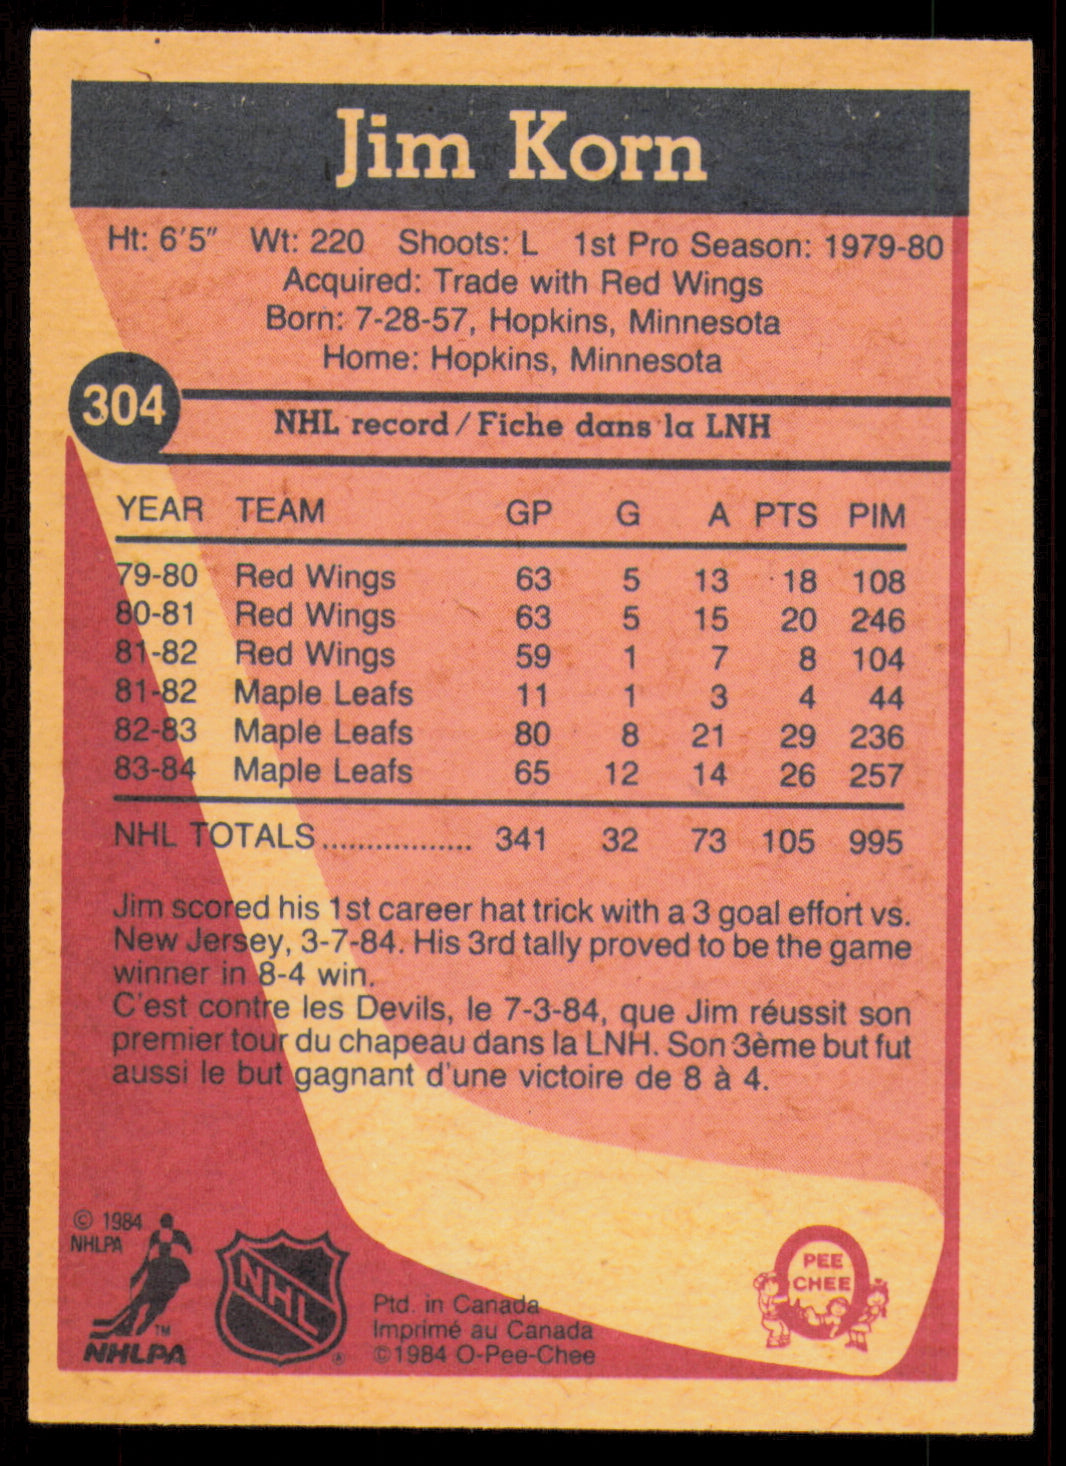 Jim Korn
Ht: 6'5" Wt: 220 Shoots: L 1st Pro Season: 1979-80
Acquired: Trade with Red Wings
Born: 7-28-57, Hopkins, Minnesota
Home: Hopkins, Minnesota
304
NHL record / Fiche dans la LNH
YEAR TEAM GP G A PTS PIM
79-80 Red Wings 63 5 13 18 108
80-81 Red Wings 63 5 15 20 246
81-82 Red Wings 59 1 7 8 104
81-82 Maple Leafs 11 1 3 4 44
82-83 Maple Leafs 80 8 21 29 236
83-84 Maple Leafs 65 12 14 26 257
NHL TOTALS ................. 341 32 73 105 995
Jim scored his 1st career hat trick with a 3 goal effort vs.
New Jersey, 3-7-84. His 3rd tally proved to be the game
winner in 8-4 win.
C'est contre les Devils, le 7-3-84, que Jim réussit son
premier tour du chapeau dans la LNH. Son 3ème but fut
aussi le but gagnant d'une victoire de 8 à 4.
© 1984
NHLPA
TM
NHLPA
NHL
®
Ptd. in Canada
Imprimé au Canada
©1984 O-Pee-Chee
PEE
CHEE